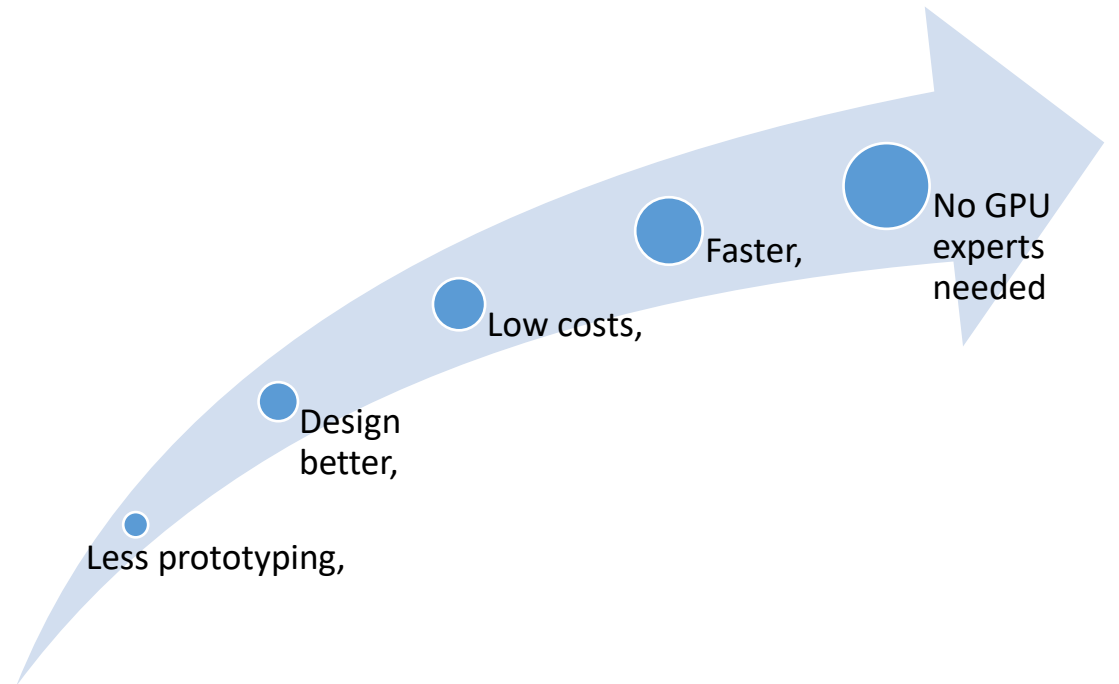 Less prototyping,
Design
better,
Low costs,
Faster,
No GPU
experts
needed